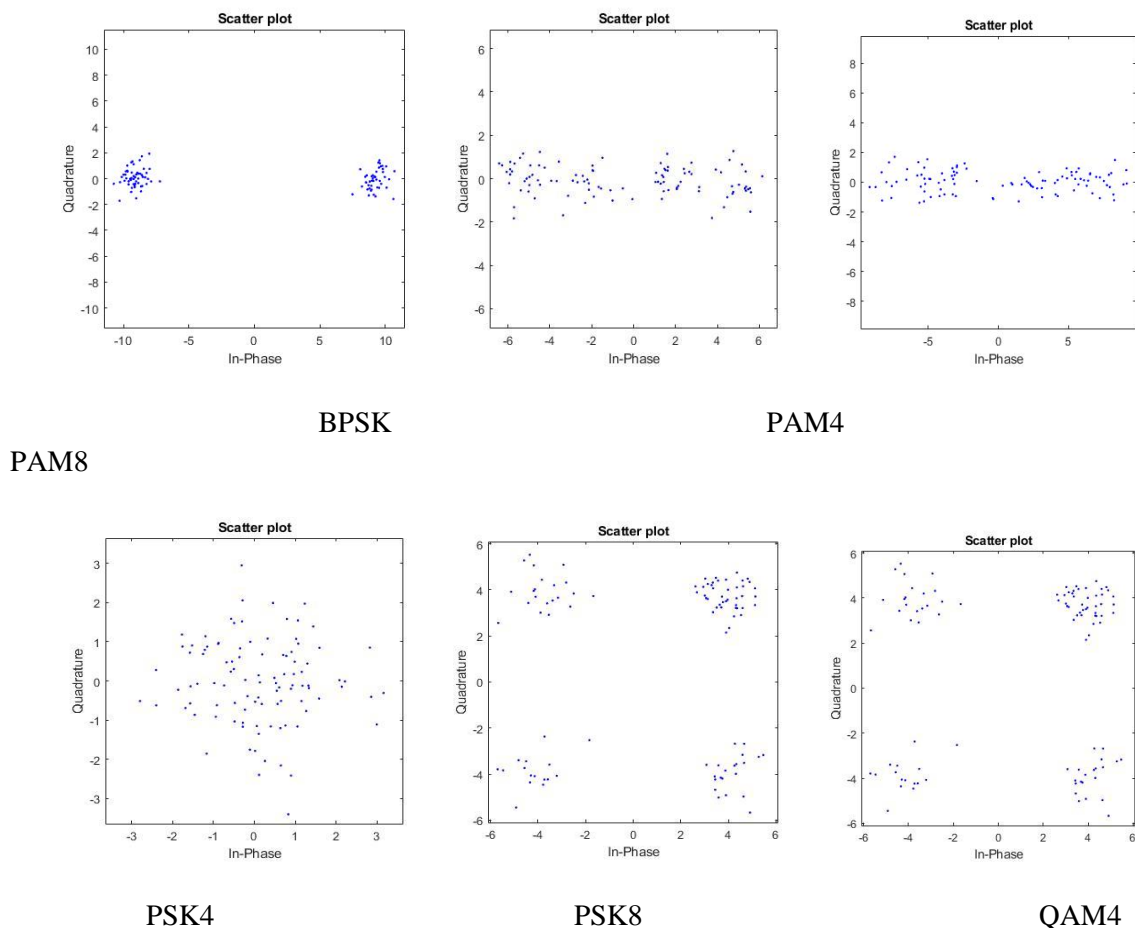 Scatter plot
Quadrature
10
8
6
4
2
0
-2
-4
-6
-8
-10
-10 -5 0 5 10
In-Phase
Scatter plot
Quadrature
6
4
2
0
-2
-4
-6
-6 -4 -2 0 2 4 6
In-Phase
Scatter plot
Quadrature
8
6
4
2
0
-2
-4
-6
-8
-5 0 5
In-Phase
BPSK PAM4
PAM8
Scatter plot
Quadrature
3
2
1
0
-1
-2
-3
-3 -2 -1 0 1 2 3
In-Phase
Scatter plot
Quadrature
6
4
2
0
-2
-4
-6
-6 -4 -2 0 2 4 6
In-Phase
Scatter plot
Quadrature
6
4
2
0
-2
-4
-6
-6 -4 -2 0 2 4 6
In-Phase
PSK4 PSK8 QAM4